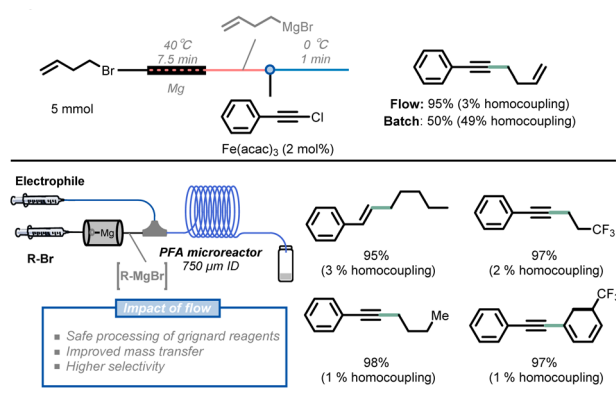 MgBr
40 °C
7.5 min
0 °C
1 min
Br
Mg
5 mmol
Cl
Fe(acac)3 (2 mol%)
Flow: 95% (3% homocoupling)
Batch: 50% (49% homocoupling)
Electrophile
Mg
R-Br
[R-MgBr]
PFA microreactor
750 µm ID
Impact of flow
▪ Safe processing of grignard reagents
▪ Improved mass transfer
▪ Higher selectivity
95%
(3 % homocoupling)
CF3
97%
(2 % homocoupling)
Me
98%
(1 % homocoupling)
CF
97%
(1 % homocoupling)